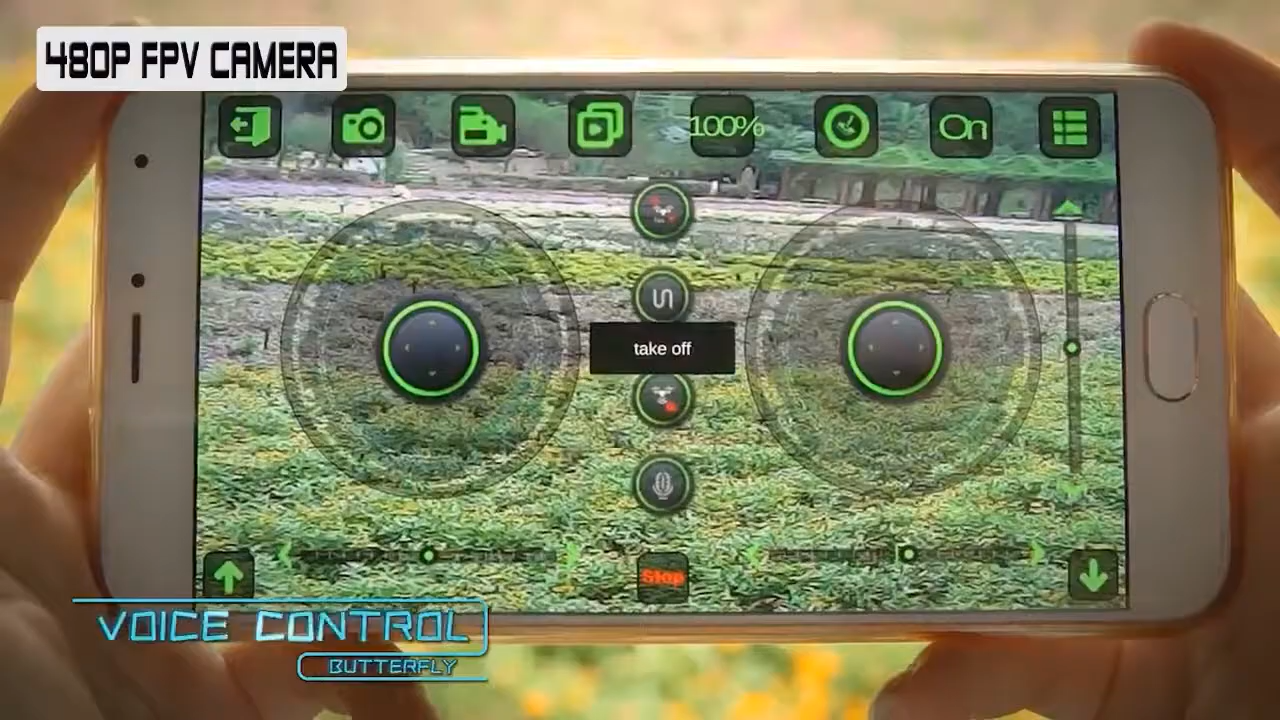 480P FPV CAMERA
100%
On
take off
Stop
VOICE CONTROL
BUTTERFLY